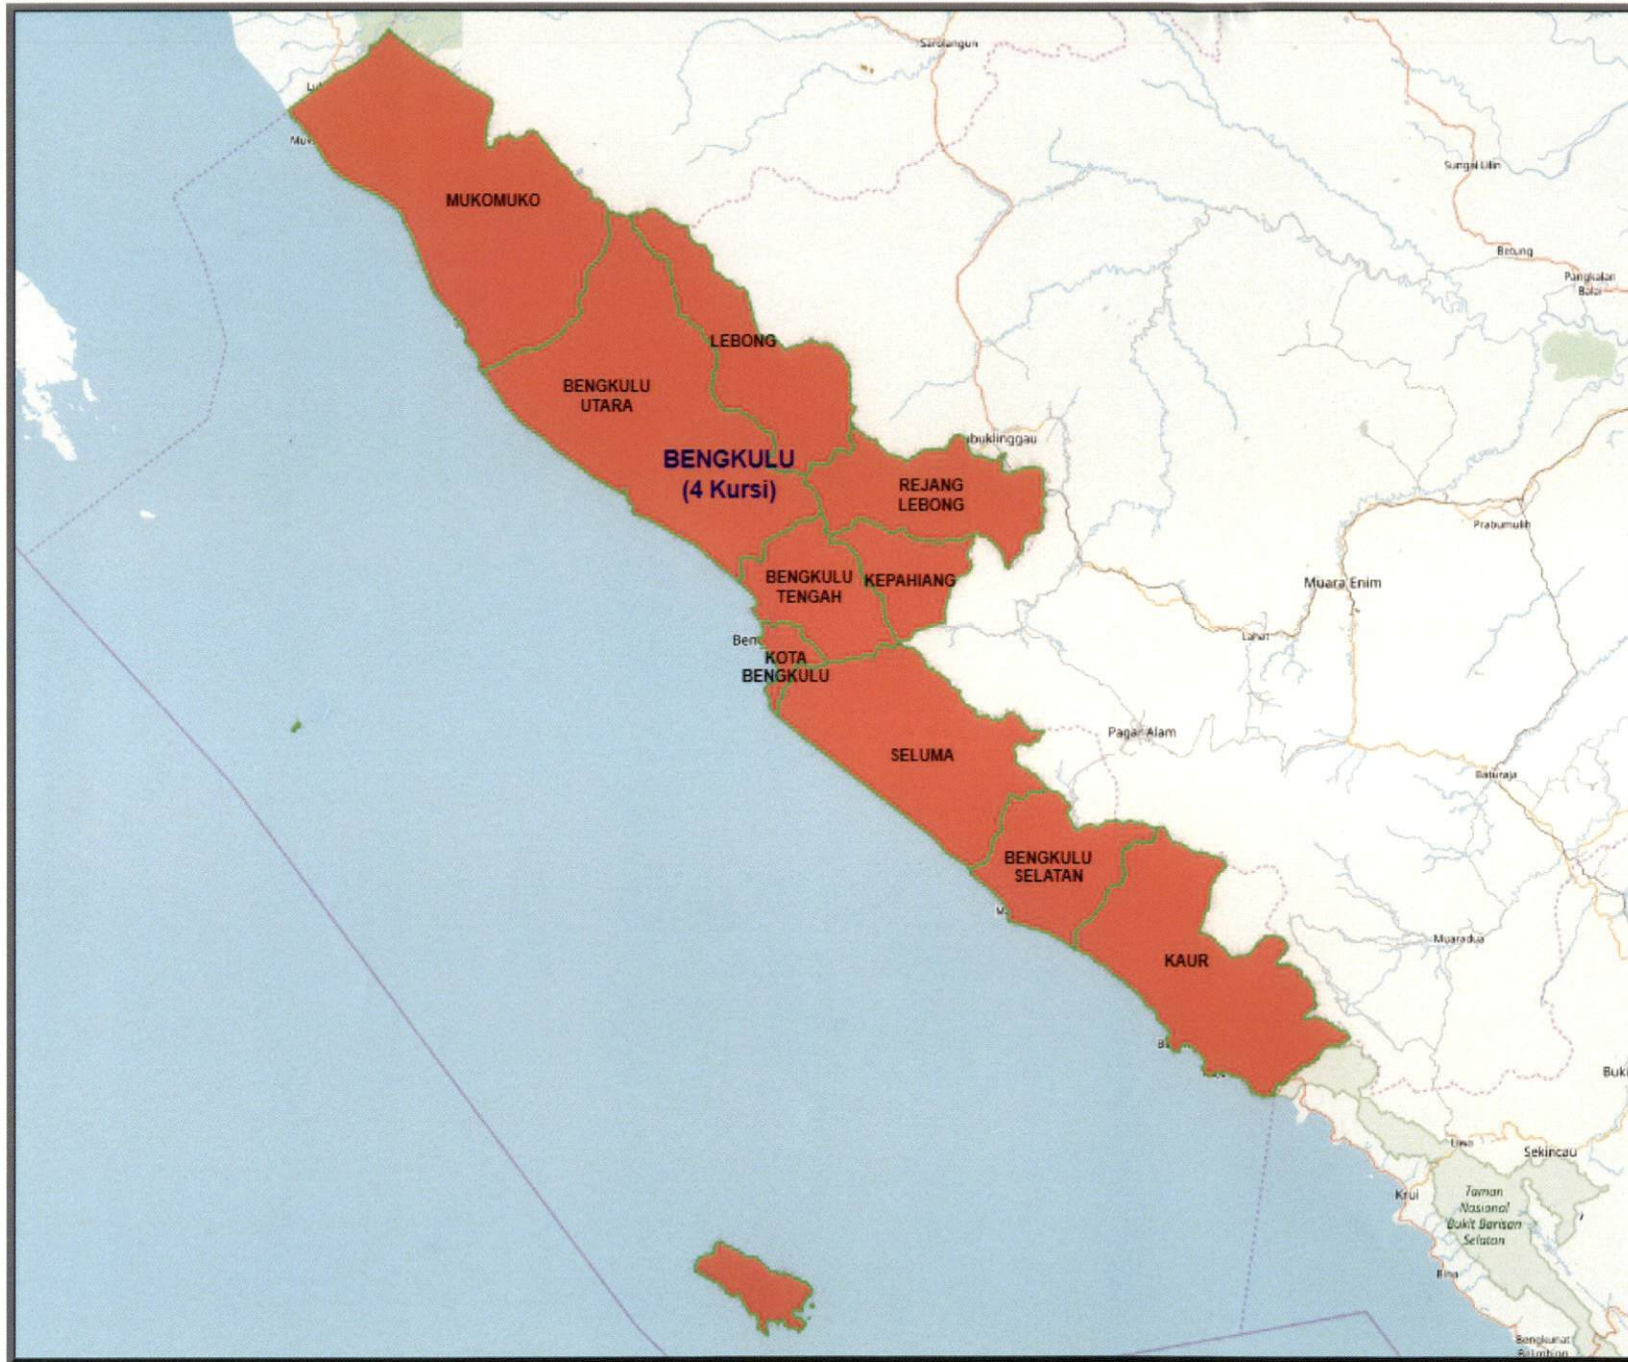 Sarolangun
MUKOMUKO
Sungai Lilin
Betung
Pangkalan
Balai
LEBONG
BENGKULU
UTARA
BENGKULU
(4 Kursi)
REJANG
LEBONG
Prabumulih
Muara Enim
BENGKULU
TENGAH
KEPAHIANG
Lahat
KOTA
BENGKULU
Pagar Alam
SELUMA
Baturaja
BENGKULU
SELATAN
Muaradua
KAUR
Liwa
Sekincau
Krui
Taman
Nasional
Bukit Barisan
Selatan
Bengkunat